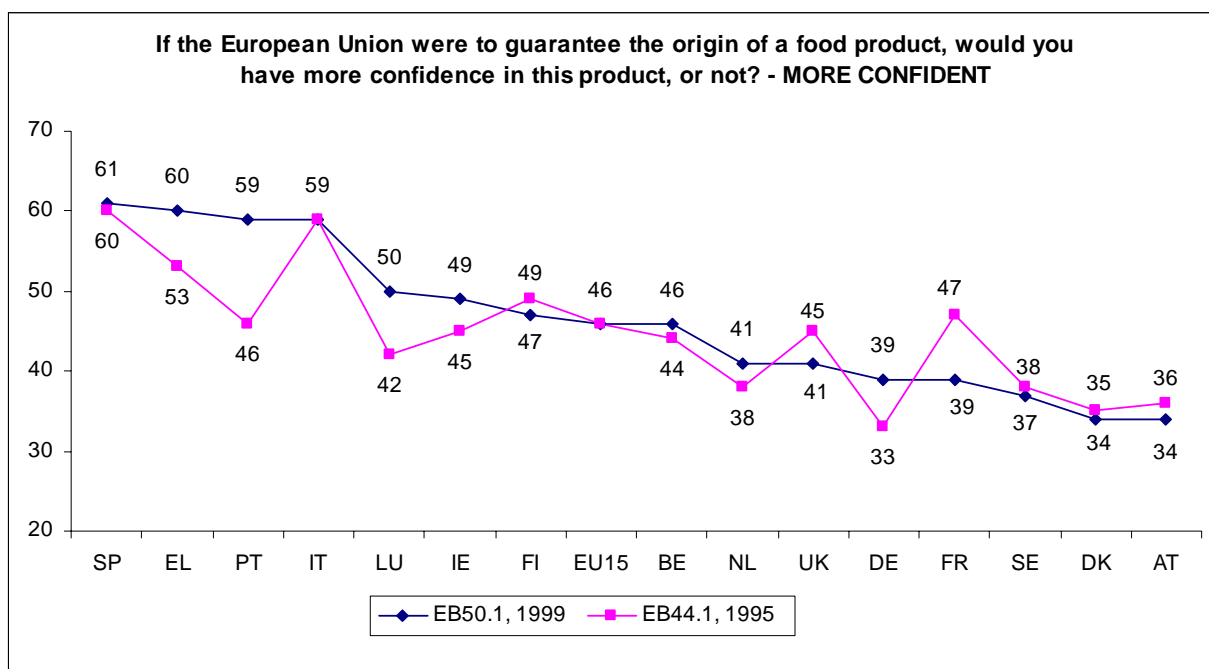 If the European Union were to guarantee the origin of a food product, would you
have more confidence in this product, or not? - MORE CONFIDENT
70
60
50
40
30
20
61 60 59 59 50 49 49 46 46 41 45 39 47 38 35 36
60 53 46 42 45 47 44 38 41 33 39 37 34 34
SP EL PT IT LU IE FI EU15 BE NL UK DE FR SE DK AT
EB50.1, 1999 EB44.1, 1995